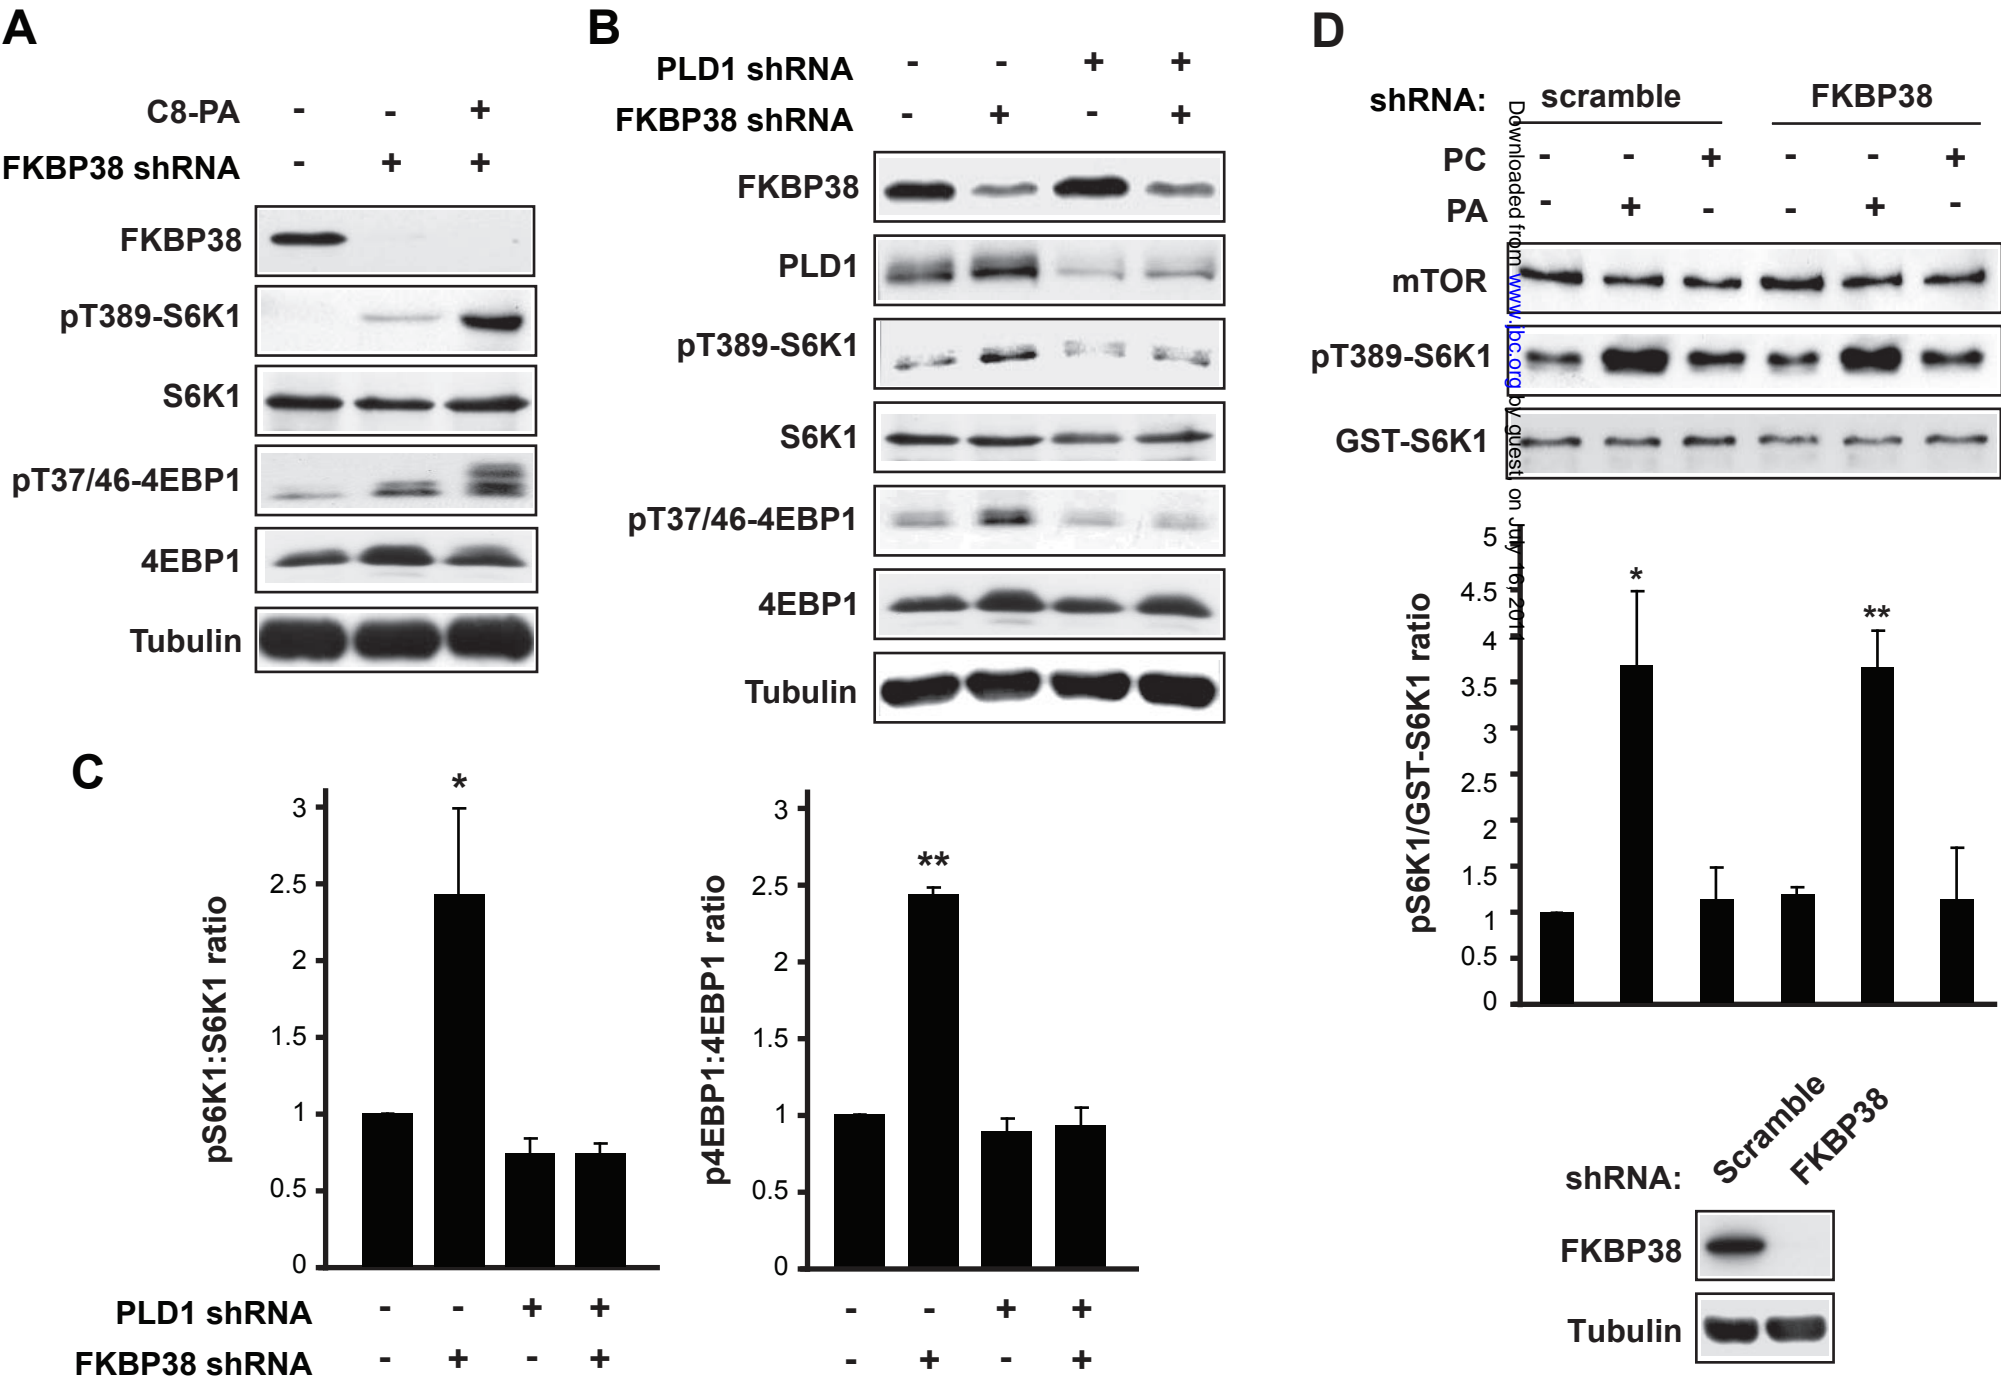 A
C8-PA - - +
FKBP38 shRNA - + +
FKBP38
pT389-S6K1
S6K1
pT37/46-4EBP1
4EBP1
Tubulin
B
PLD1 shRNA - - + +
FKBP38 shRNA - + - +
FKBP38
PLD1
pT389-S6K1
S6K1
pT37/46-4EBP1
4EBP1
Tubulin
C
pS6K1:S6K1 ratio
3
2.5
2
1.5
1
0.5
0
*
PLD1 shRNA - - + +
FKBP38 shRNA - + - +
p4EBP1:4EBP1 ratio
3
2.5
2
1.5
1
0.5
0
**
- - + +
- + - +
D
shRNA: scramble FKBP38
PC - - + - - +
PA - + - - + -
mTOR
pT389-S6K1
GST-S6K1
pS6K1/GST-S6K1 ratio
5
4.5
4
3.5
3
2.5
2
1.5
1
0.5
0
*
**
shRNA: Scramble FKBP38
FKBP38
Tubulin
Downloaded from www.jbc.org by guest, on July 16, 2014